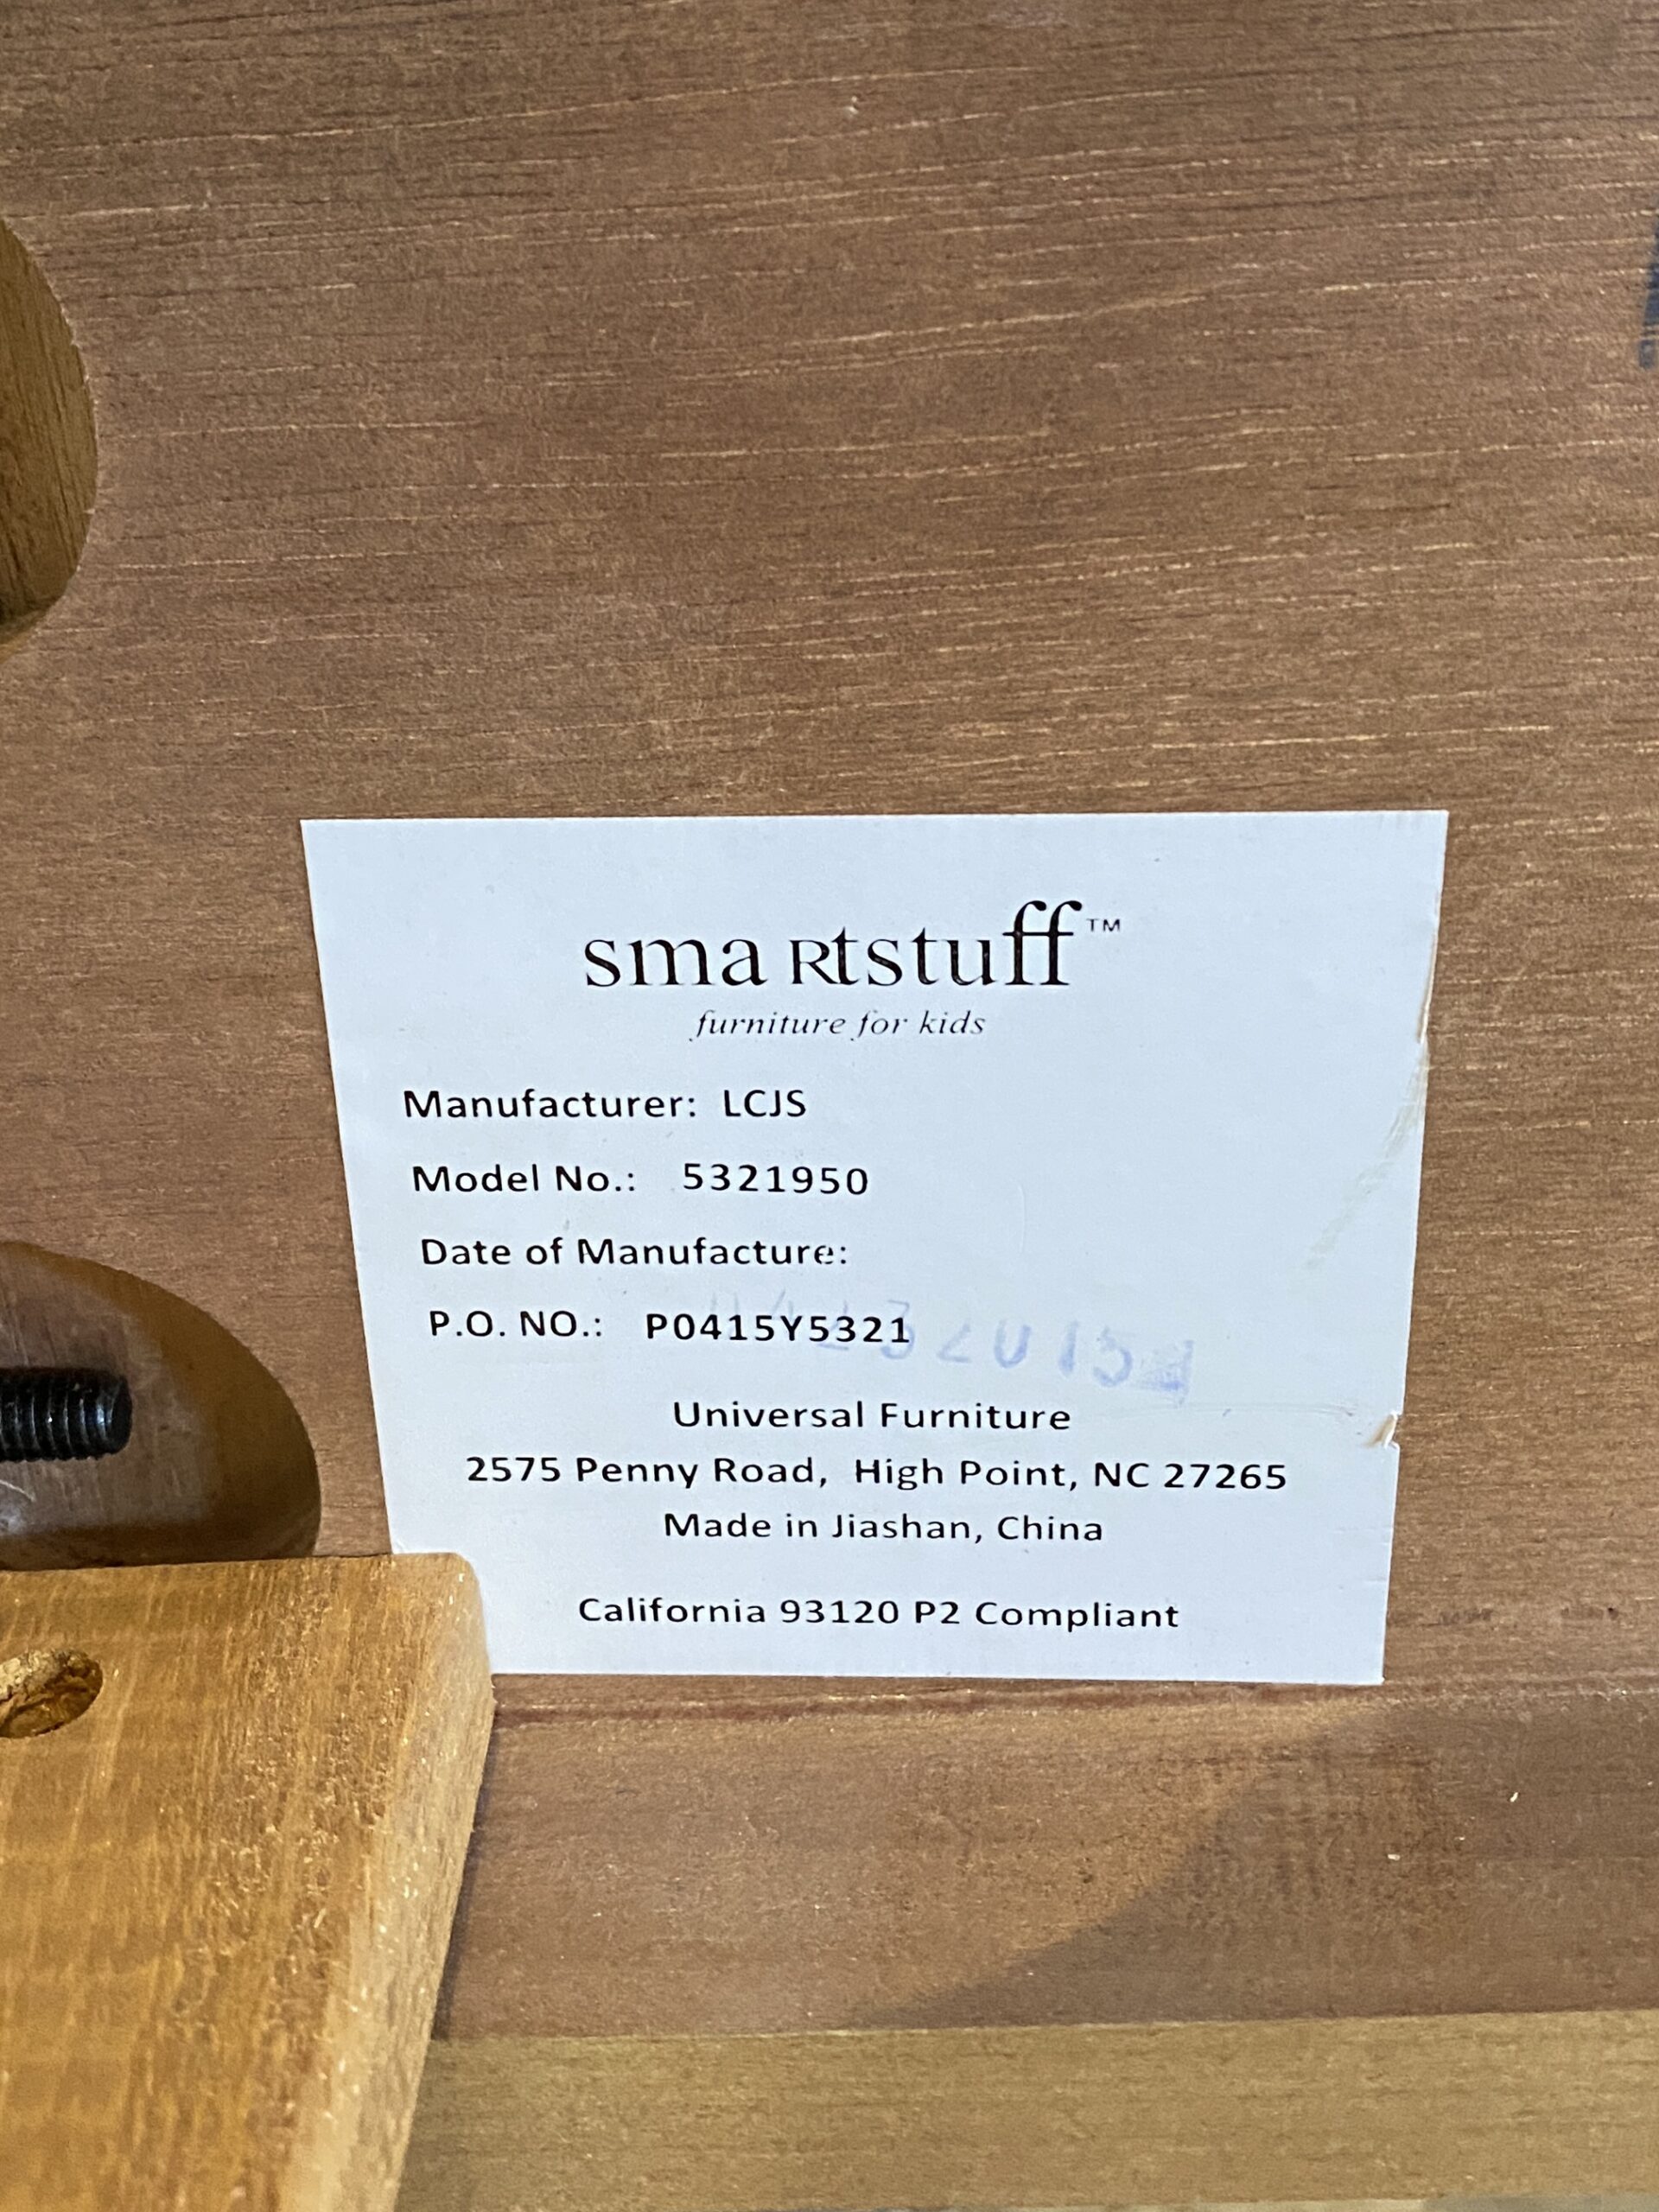 smartstuff™
furniture for kids
Manufacturer: LCJS
Model No.: 5321950
Date of Manufacture:
P.O. NO.: P0415Y5321
Universal Furniture
2575 Penny Road, High Point, NC 27265
Made in Jiashan, China
California 93120 P2 Compliant